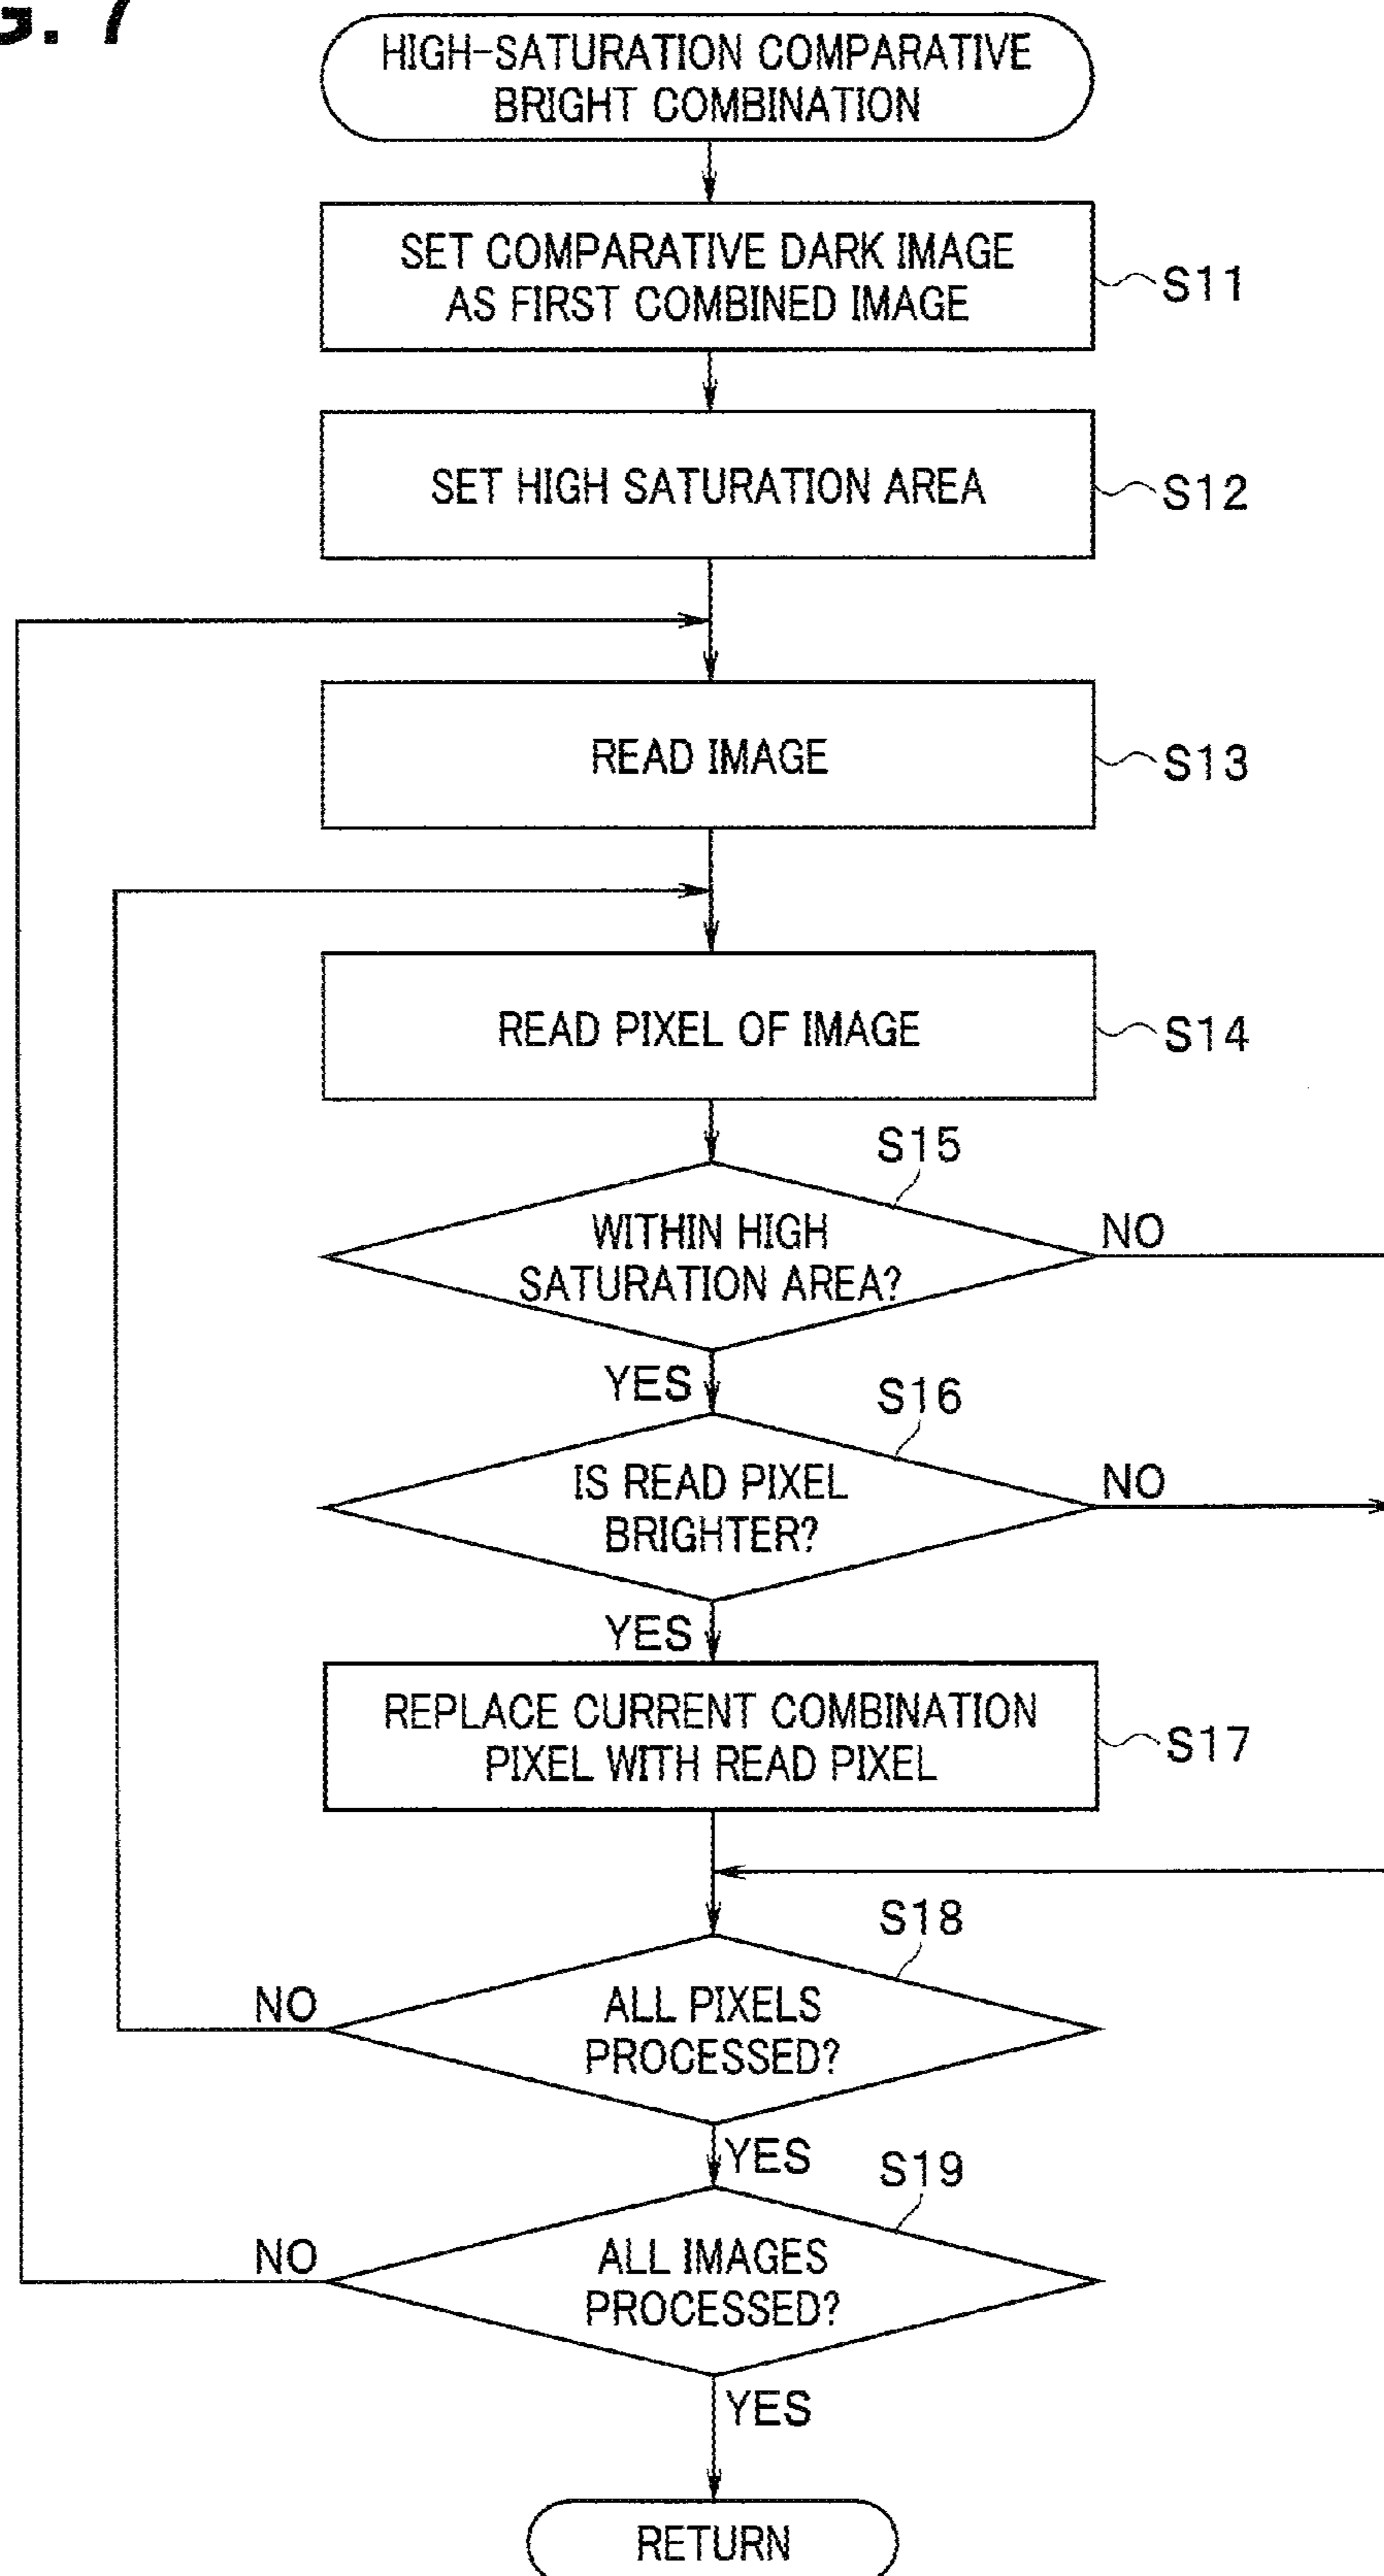 G. 7
HIGH-SATURATION COMPARATIVE
BRIGHT COMBINATION
SET COMPARATIVE DARK IMAGE
AS FIRST COMBINED IMAGE
S11
SET HIGH SATURATION AREA
S12
READ IMAGE
S13
READ PIXEL OF IMAGE
S14
S15
WITHIN HIGH
SATURATION AREA?
NO
YES
S16
IS READ PIXEL
BRIGHTER?
NO
YES
REPLACE CURRENT COMBINATION
PIXEL WITH READ PIXEL
S17
S18
ALL PIXELS
PROCESSED?
NO
YES
S19
ALL IMAGES
PROCESSED?
NO
YES
RETURN